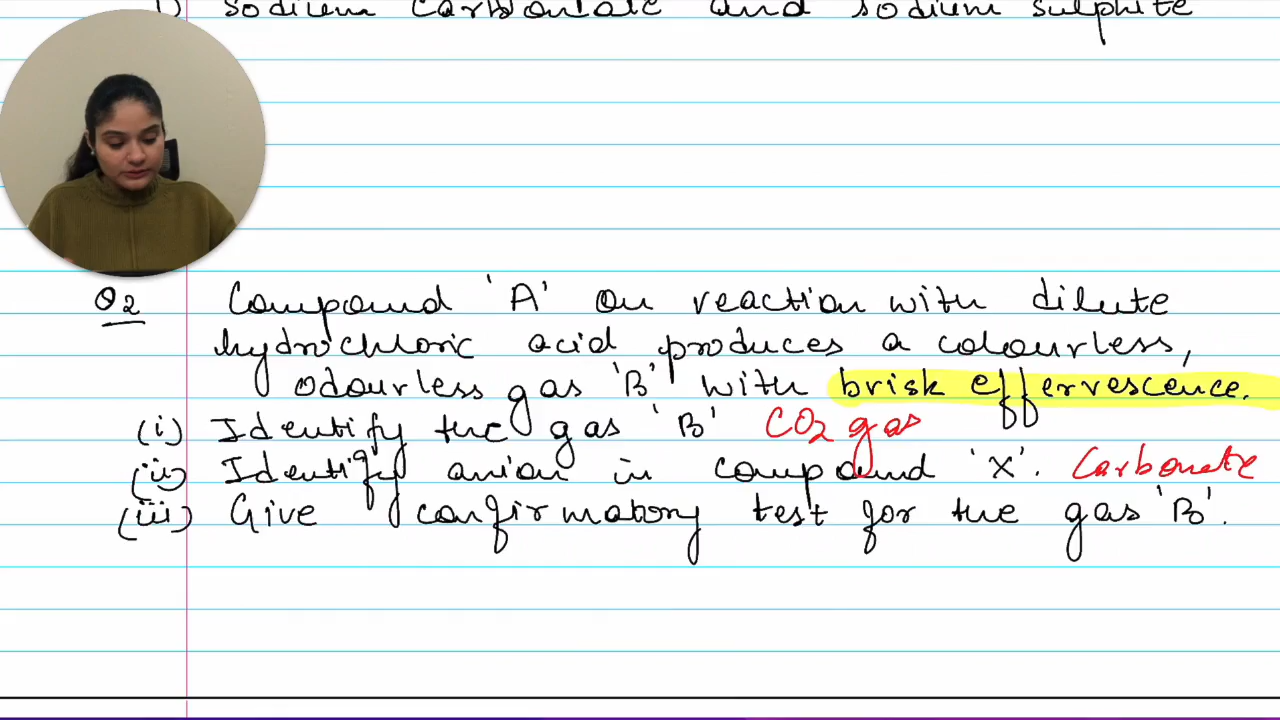 1) Sodium Carbonate and sodium sulphite
Q2 Compound 'A' on reaction with dilute
hydrochloric acid produces a colourless,
odourless gas 'B' with brisk effervescence.
(i) Identify the gas 'B' CO2 gas
(ii) Identify anion in compound 'X'. Carbonate
(iii) Give confirmatory test for the gas 'B'.